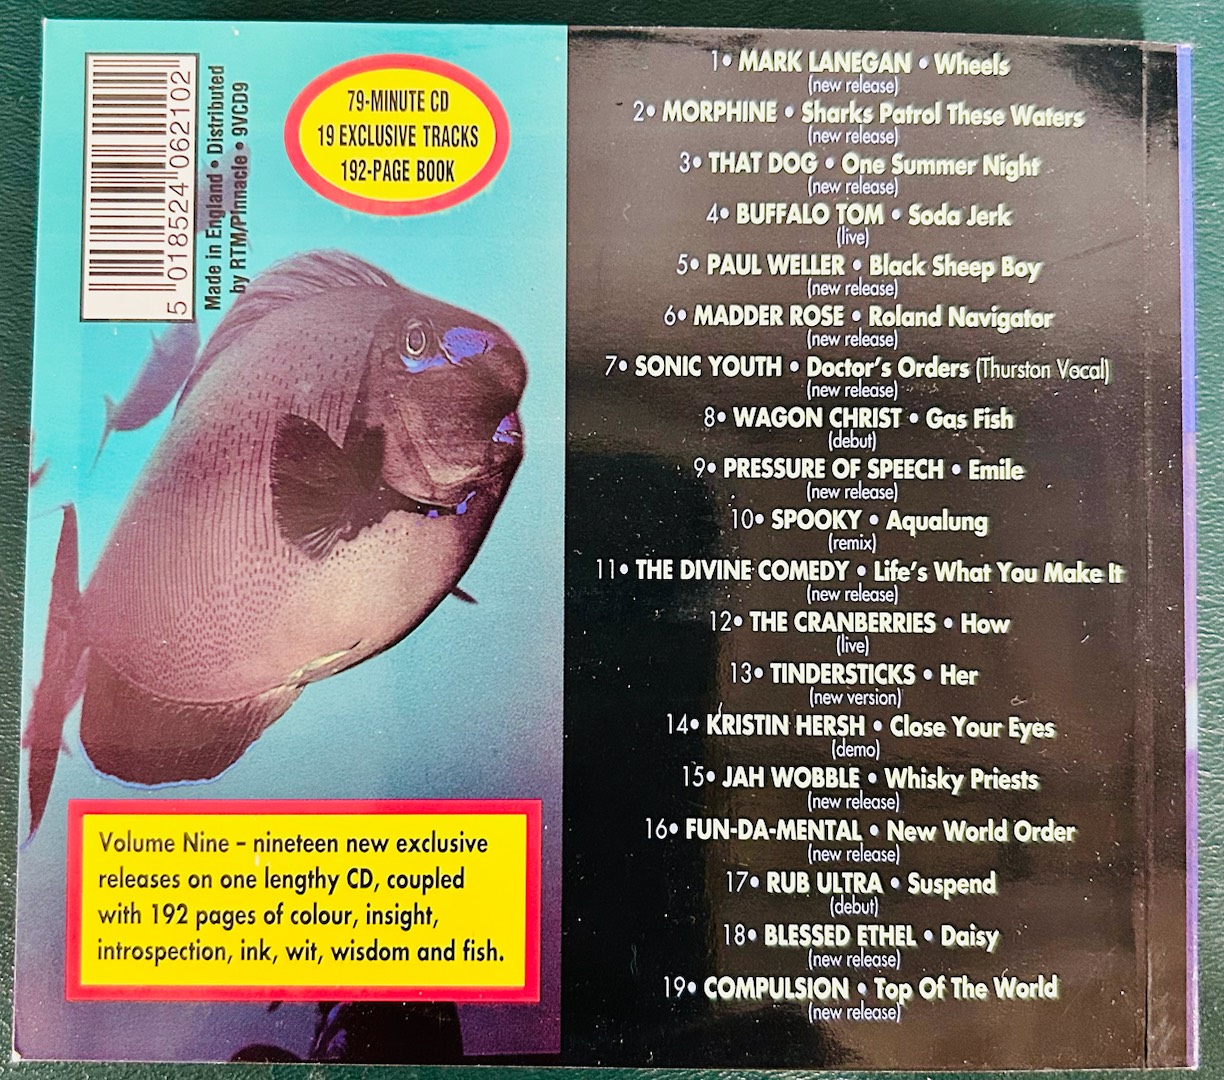 5 018524 062102
Made in England • Distributed
by RTM/Pinnacle • 9VCD9
79-MINUTE CD
19 EXCLUSIVE TRACKS
192-PAGE BOOK
Volume Nine – nineteen new exclusive
releases on one lengthy CD, coupled
with 192 pages of colour, insight,
introspection, ink, wit, wisdom and fish.
1• MARK LANEGAN • Wheels
(new release)
2• MORPHINE • Sharks Patrol These Waters
(new release)
3• THAT DOG • One Summer Night
(new release)
4• BUFFALO TOM • Soda Jerk
(live)
5• PAUL WELLER • Black Sheep Boy
(new release)
6• MADDER ROSE • Roland Navigator
(new release)
7• SONIC YOUTH • Doctor's Orders (Thurston Vocal)
(new release)
8• WAGON CHRIST • Gas Fish
(debut)
9• PRESSURE OF SPEECH • Emile
(new release)
10• SPOOKY • Aqualung
(remix)
11• THE DIVINE COMEDY • Life's What You Make It
(new release)
12• THE CRANBERRIES • How
(live)
13• TINDERSTICKS • Her
(new version)
14• KRISTIN HERSH • Close Your Eyes
(demo)
15• JAH WOBBLE • Whisky Priests
(new release)
16• FUN-DA-MENTAL • New World Order
(new release)
17• RUB ULTRA • Suspend
(debut)
18• BLESSED ETHEL • Daisy
(new release)
19• COMPULSION • Top Of The World
(new release)